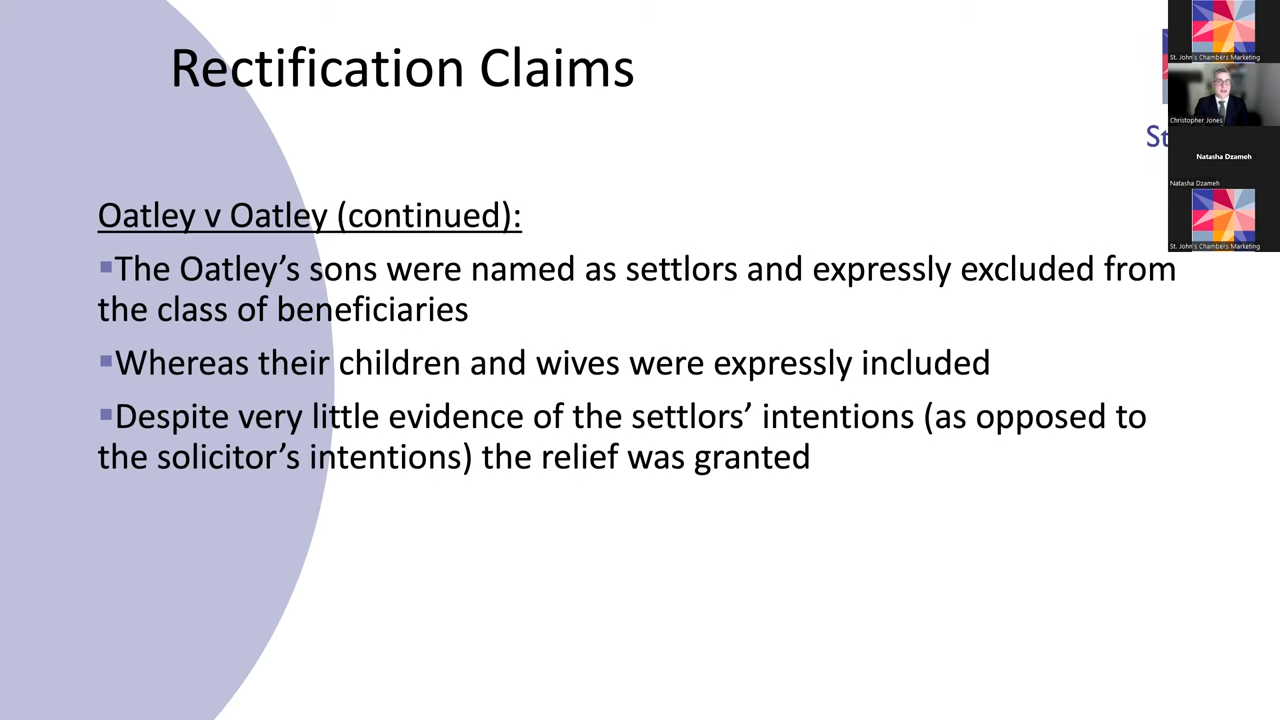 Rectification Claims
St. John's Chambers Marketing
Christopher Jones
St
Natasha Dzameh
Natasha Dzameh
St. John's Chambers Marketing
Oatley v Oatley (continued):
▪The Oatley's sons were named as settlors and expressly excluded from
the class of beneficiaries
▪Whereas their children and wives were expressly included
▪Despite very little evidence of the settlors' intentions (as opposed to
the solicitor's intentions) the relief was granted